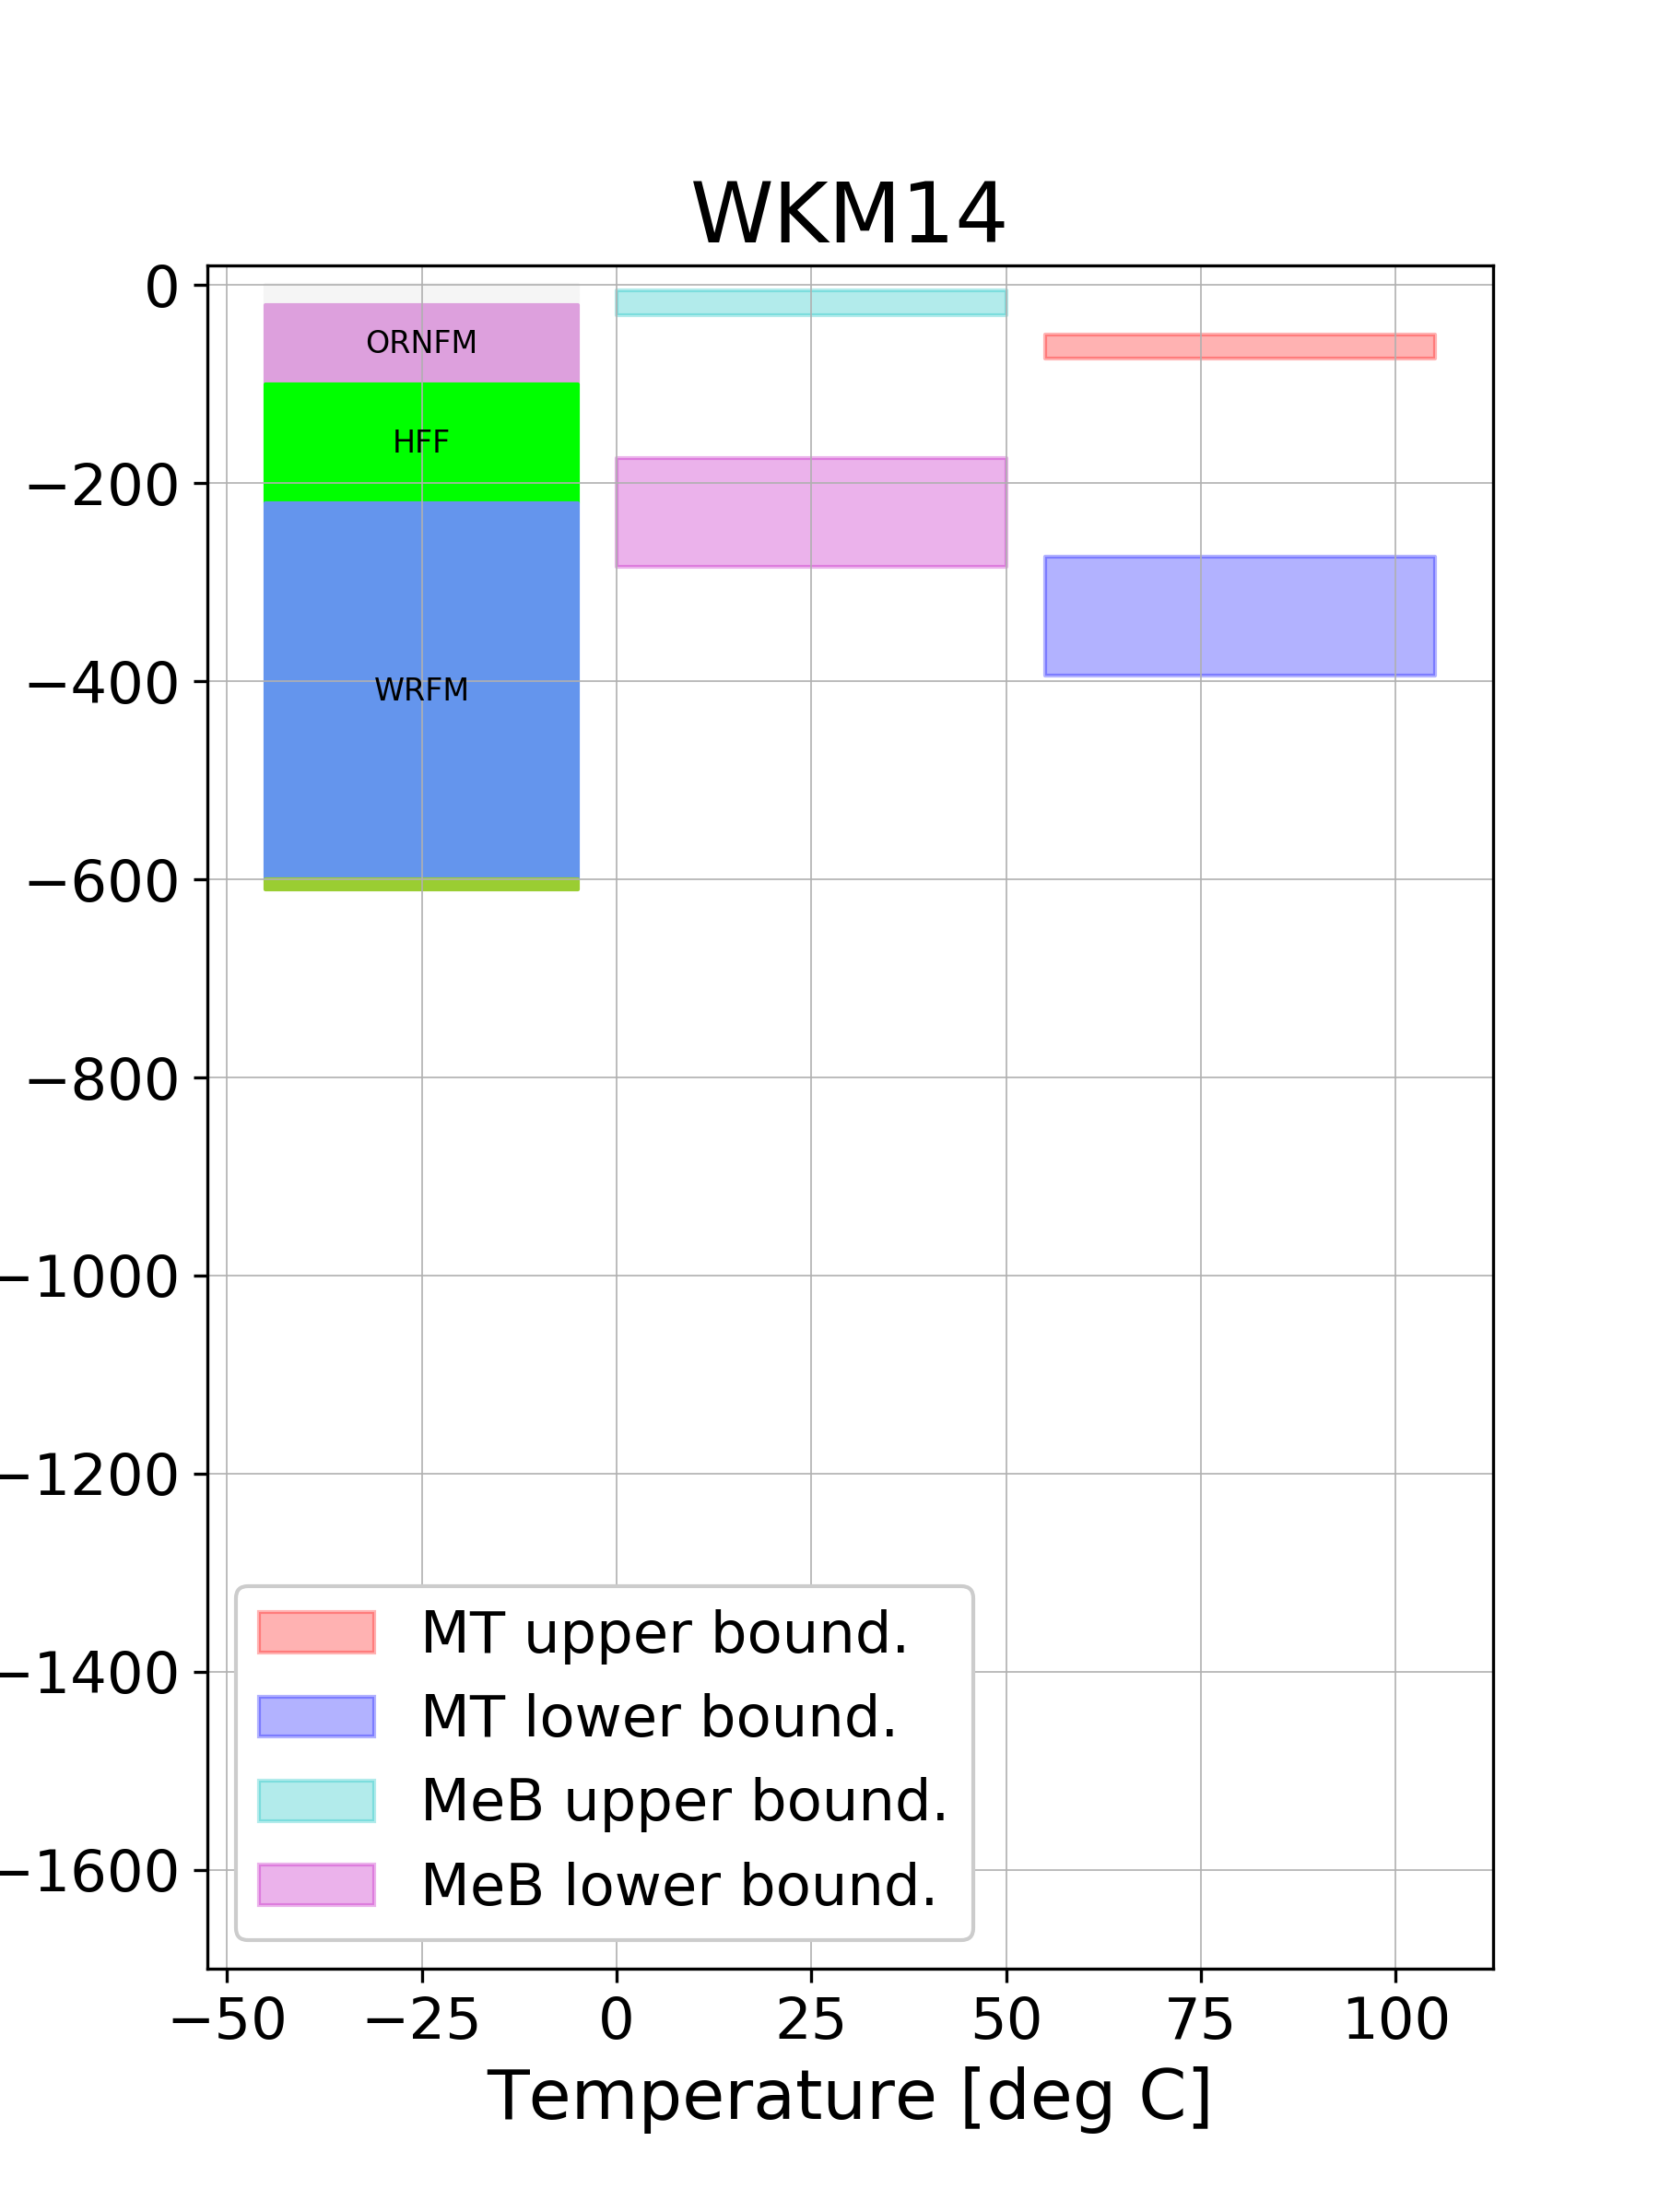 WKM14
0
−200
−400
−600
−800
−1000
−1200
−1400
−1600
ORNFM
HFF
WRFM
MT upper bound.
MT lower bound.
MeB upper bound.
MeB lower bound.
−50 −25 0 25 50 75 100
Temperature [deg C]